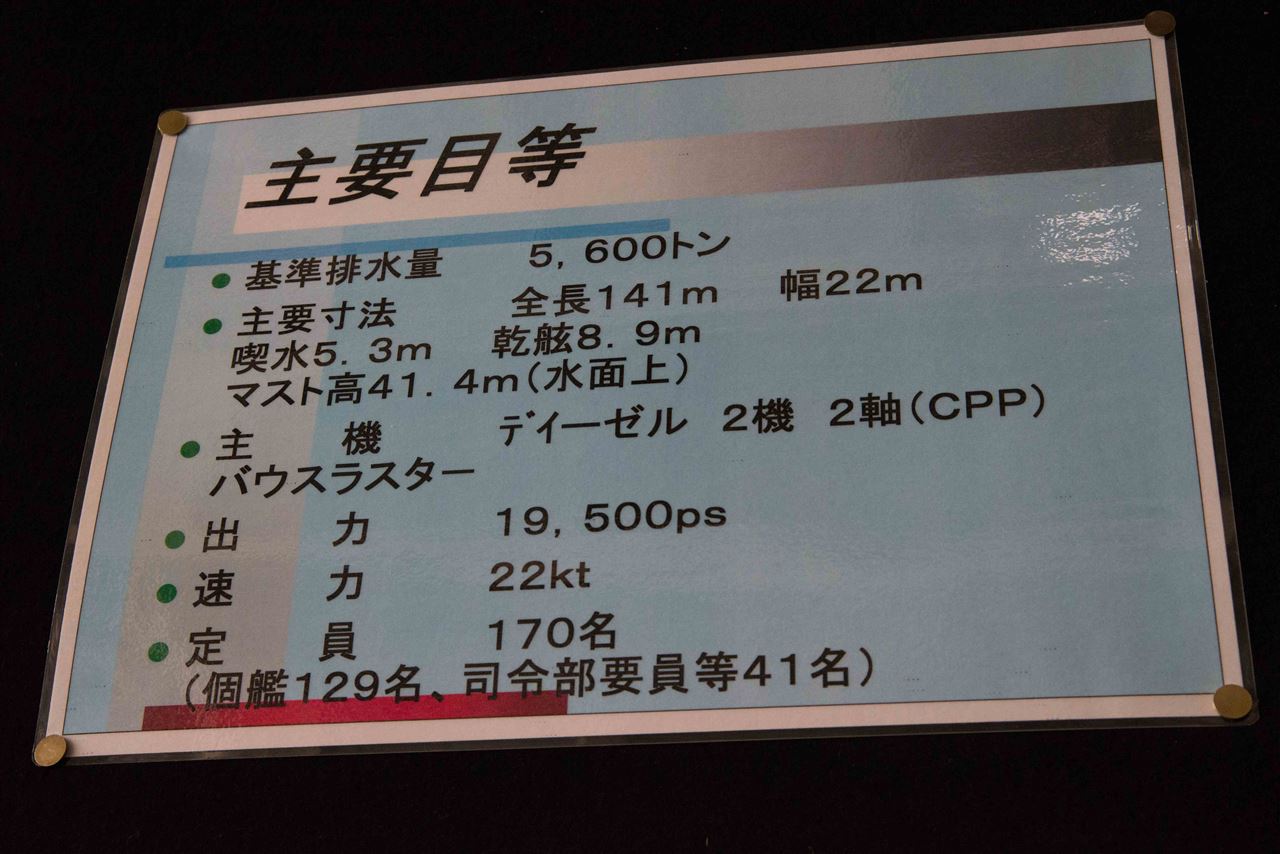 主要目等
基準排水量 5，600トン
主要寸法 全長141m 幅22m
喫水5．3m 乾舷8．9m
マスト高41．4m（水面上）
主 機 ディーゼル 2機 2軸（CPP）
バウスラスター
出 力 19，500ps
速 力 22kt
定 員 170名
（個艦129名、司令部要員等41名）